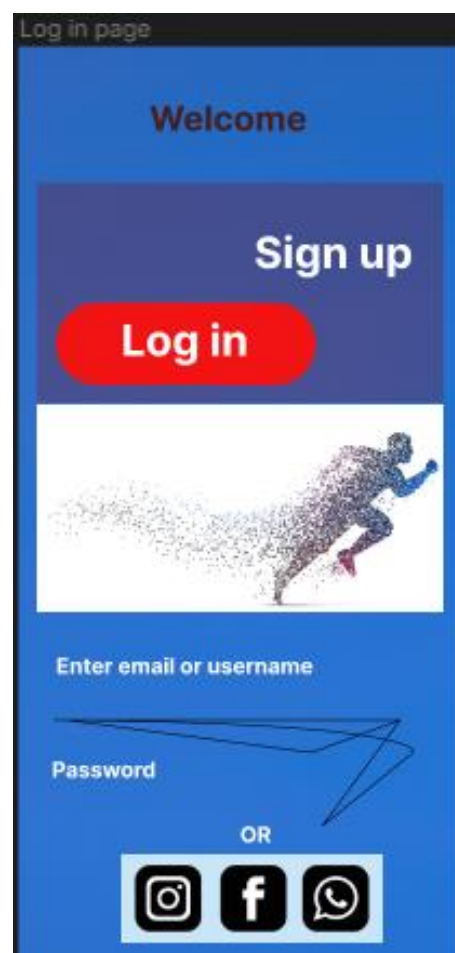 Log in page
Welcome
Sign up
Log in
Enter email or username
Password
OR